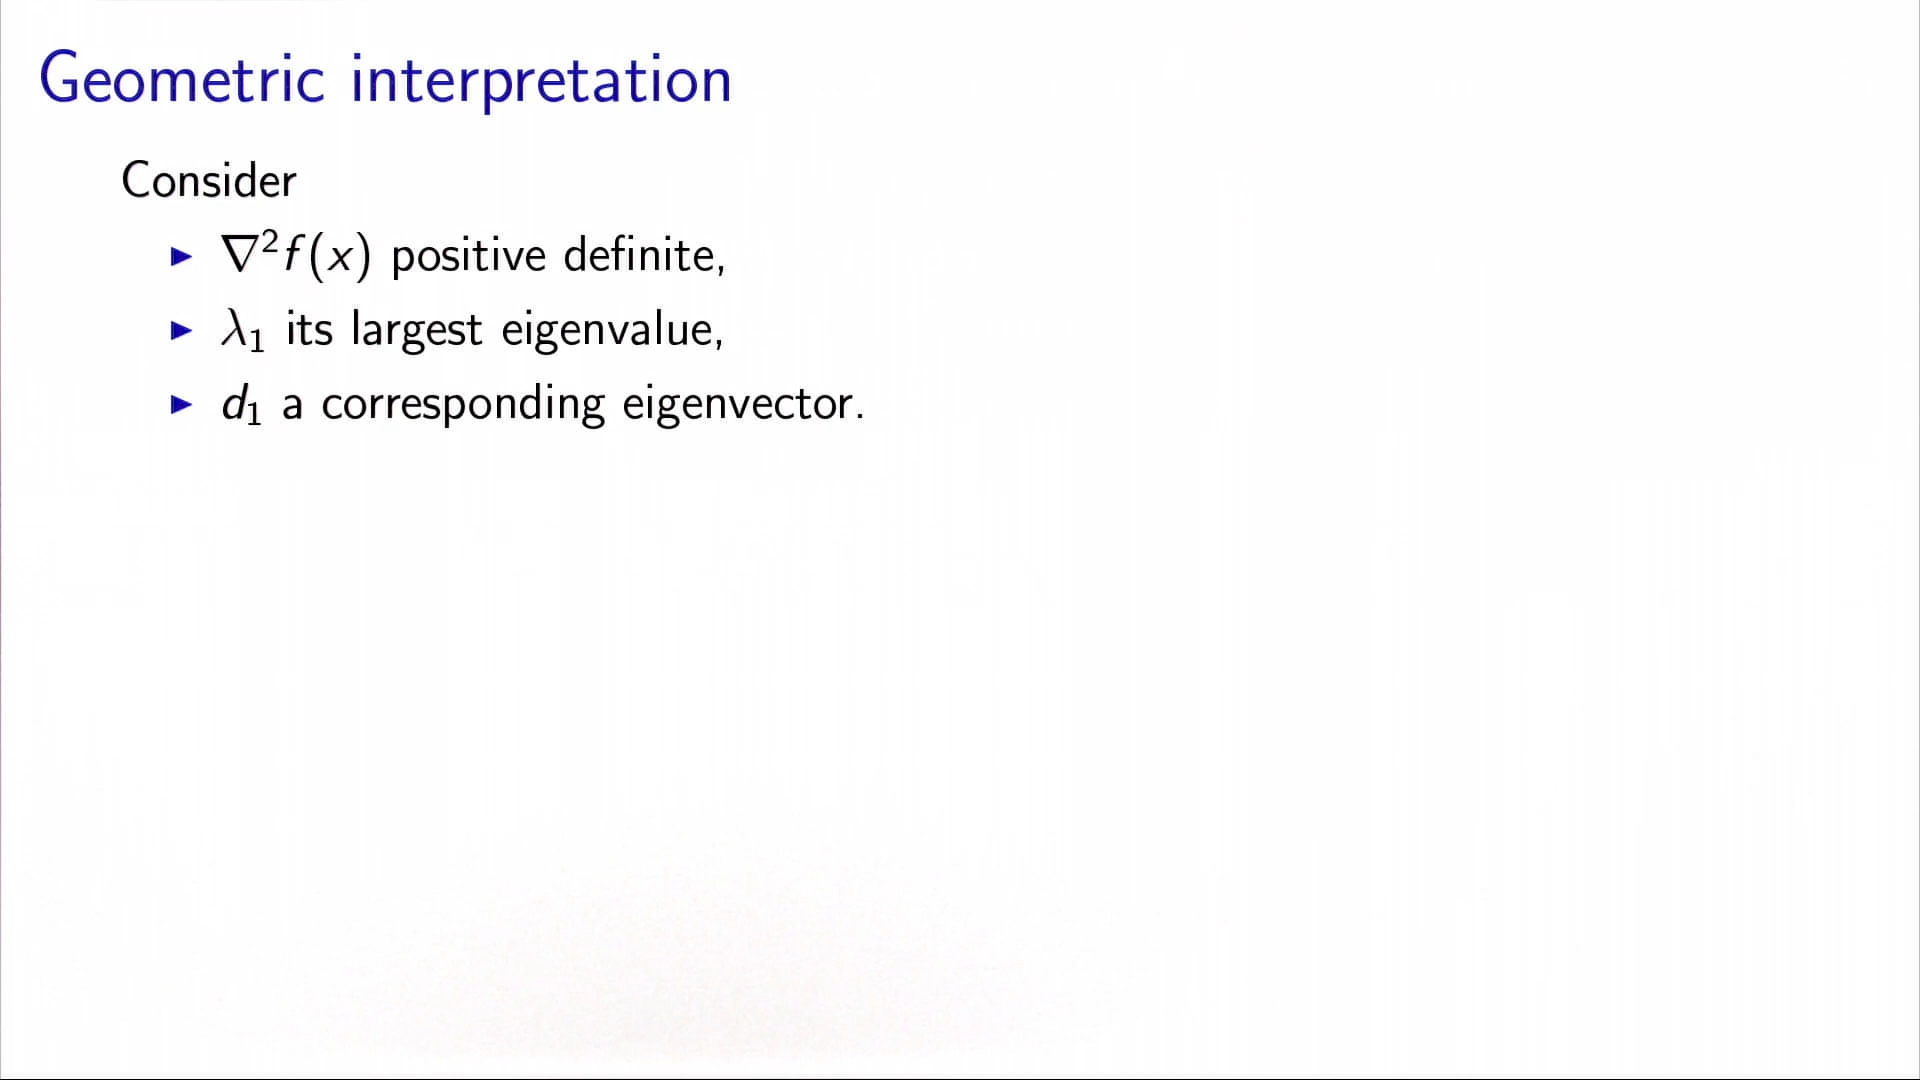 Geometric interpretation
Consider
▶ ∇²f(x) positive definite,
▶ λ₁ its largest eigenvalue,
▶ d₁ a corresponding eigenvector.